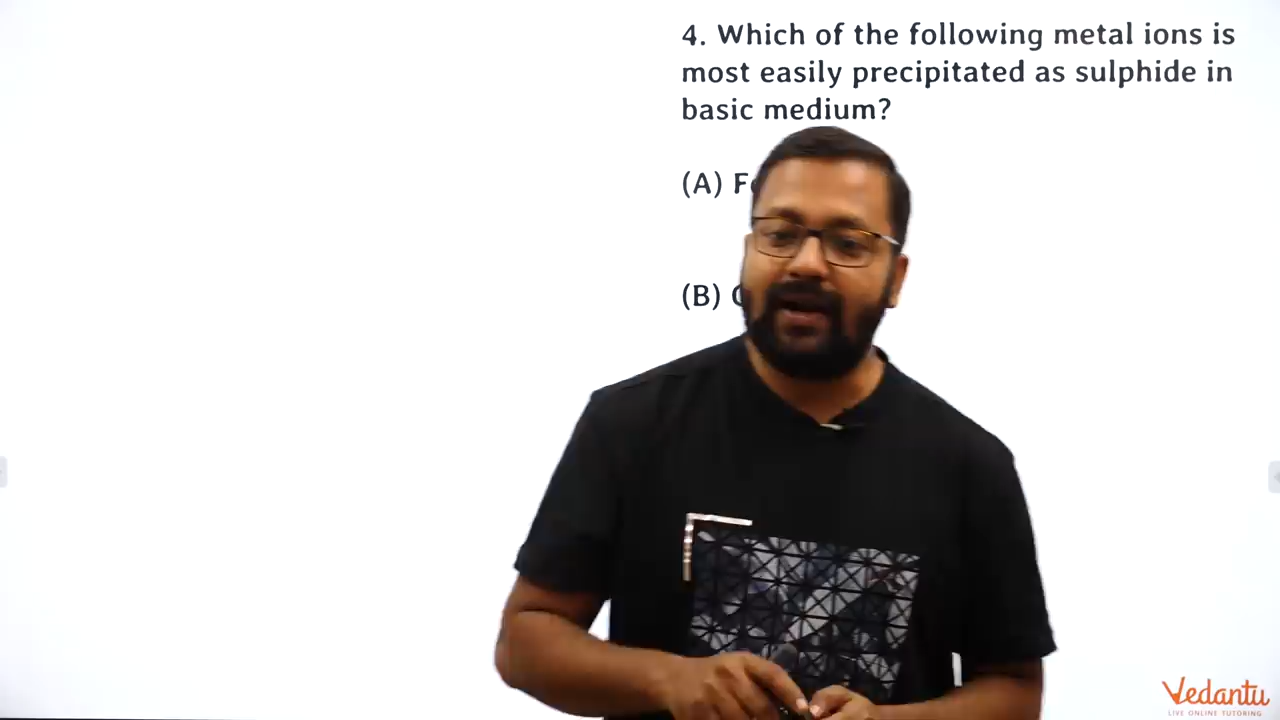 4. Which of the following metal ions is
most easily precipitated as sulphide in
basic medium?
(A)
(B)
Vedantu
LIVE ONLINE TUTORING